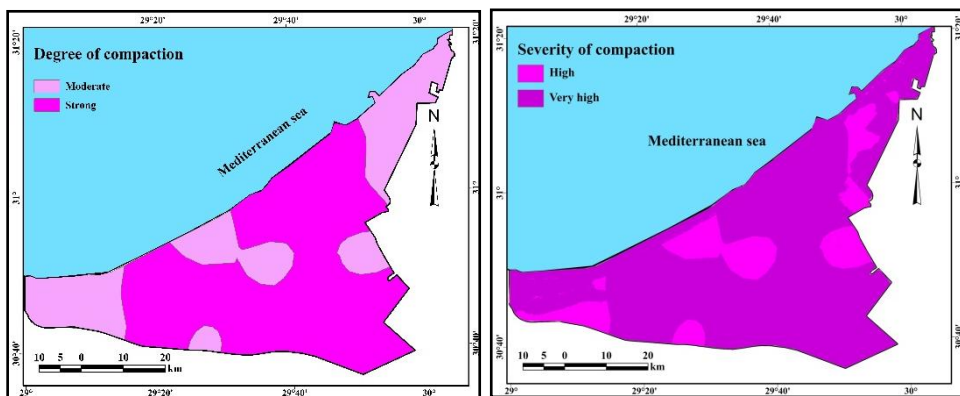 29°20' 29°40' 30°
31°20'
Degree of compaction
Moderate
Strong
Mediterranean sea
N
31°
31°
30°40'
30°40'
10 5 0 10 20
km
29° 29°20' 29°40' 30°
29°20' 29°40' 30°
31°20'
31°20'
Severity of compaction
High
Very high
Mediterranean sea
N
31°
31°
30°40'
30°40'
10 5 0 10 20
km
29° 29°20' 29°40' 30°